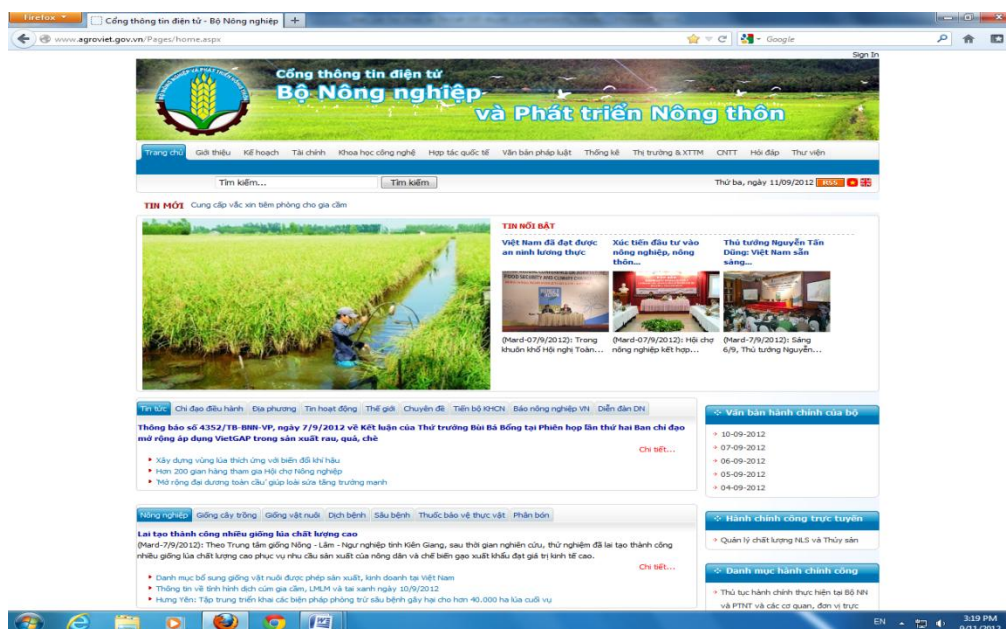 Firefox
Cổng thông tin điện tử - Bộ Nông nghiệp
www.agroviet.gov.vn/Pages/home.aspx
Google
Sign In
Cổng thông tin điện tử
Bộ Nông nghiệp
và Phát triển Nông thôn
Trang chủ Giới thiệu Kế hoạch Tài chính Khoa học công nghệ Hợp tác quốc tế Văn bản pháp luật Thống kê Thị trường & XTTM CNTT Hỏi đáp Thư viện
Tìm kiếm... Tìm kiếm Thứ ba, ngày 11/09/2012 RSS
TIN MỚI Cung cấp vắc xin tiêm phòng cho gia cầm
TIN NỔI BẬT
Việt Nam đã đạt được
an ninh lương thực
Xúc tiến đầu tư vào
nông nghiệp, nông
thôn...
Thủ tướng Nguyễn Tấn
Dũng: Việt Nam sẵn
sàng...
(Mard-07/9/2012): Trong
khuôn khổ Hội nghị Toàn...
(Mard-07/9/2012): Hội chợ
nông nghiệp kết hợp...
(Mard-7/9/2012): Sáng
6/9, Thủ tướng Nguyễn...
Tin tức Chỉ đạo điều hành Địa phương Tin hoạt động Thế giới Chuyên đề Tiến bộ KHCN Báo nông nghiệp VN Diễn đàn DN
Thông báo số 4352/TB-BNN-VP, ngày 7/9/2012 về Kết luận của Thứ trưởng Bùi Bá Bổng tại Phiên họp lần thứ hai Ban chỉ đạo
mở rộng áp dụng VietGAP trong sản xuất rau, quả, chè
Chi tiết...
Xây dựng vùng lúa thích ứng với biến đổi khí hậu
Hơn 200 gian hàng tham gia Hội chợ Nông nghiệp
'Mở rộng đại dương toàn cầu' giúp loài sứa tăng trưởng mạnh
Văn bản hành chính của bộ
10-09-2012
07-09-2012
06-09-2012
05-09-2012
04-09-2012
Nông nghiệp Giống cây trồng Giống vật nuôi Dịch bệnh Sâu bệnh Thuốc bảo vệ thực vật Phân bón
Lai tạo thành công nhiều giống lúa chất lượng cao
(Mard-7/9/2012): Theo Trung tâm giống Nông - Lâm - Ngư nghiệp tỉnh Kiên Giang, sau thời gian nghiên cứu, thử nghiệm đã lai tạo thành công
nhiều giống lúa chất lượng cao phục vụ nhu cầu sản xuất của nông dân và chế biến gạo xuất khẩu đạt giá trị kinh tế cao.
Chi tiết...
Danh mục bổ sung giống vật nuôi được phép sản xuất, kinh doanh tại Việt Nam
Thông tin về tình hình dịch cúm gia cầm, LMLM và tai xanh ngày 10/9/2012
Hưng Yên: Tập trung triển khai các biện pháp phòng trừ sâu bệnh gây hại cho hơn 40.000 ha lúa cuối vụ
Hành chính công trực tuyến
Quản lý chất lượng NLS và Thủy sản
Danh mục hành chính công
Thủ tục hành chính thực hiện tại Bộ NN
và PTNT và các cơ quan, đơn vị trực
EN
3:19 PM
9/11/2012